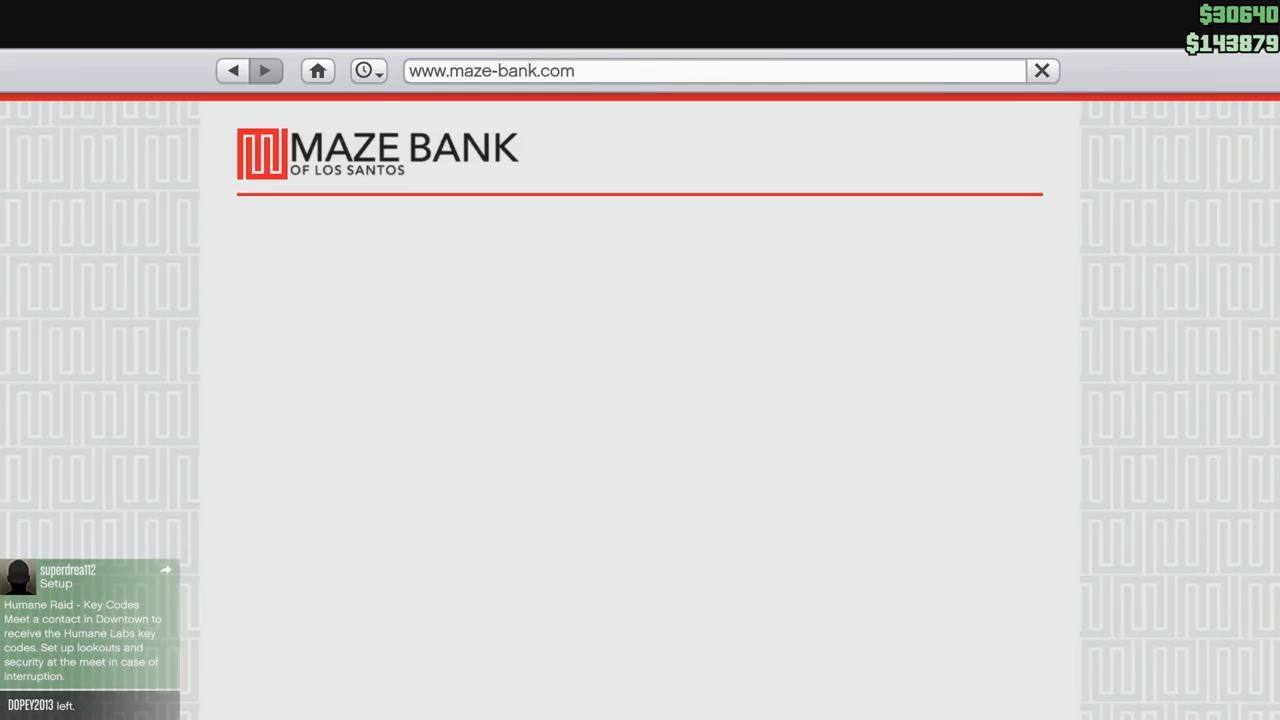 $30640
$143879
www.maze-bank.com
MAZE BANK
OF LOS SANTOS
superdrea112
Setup
Humane Raid - Key Codes
Meet a contact in Downtown to
receive the Humane Labs key
codes. Set up lookouts and
security at the meet in case of
interruption.
DOPEY2013 left.